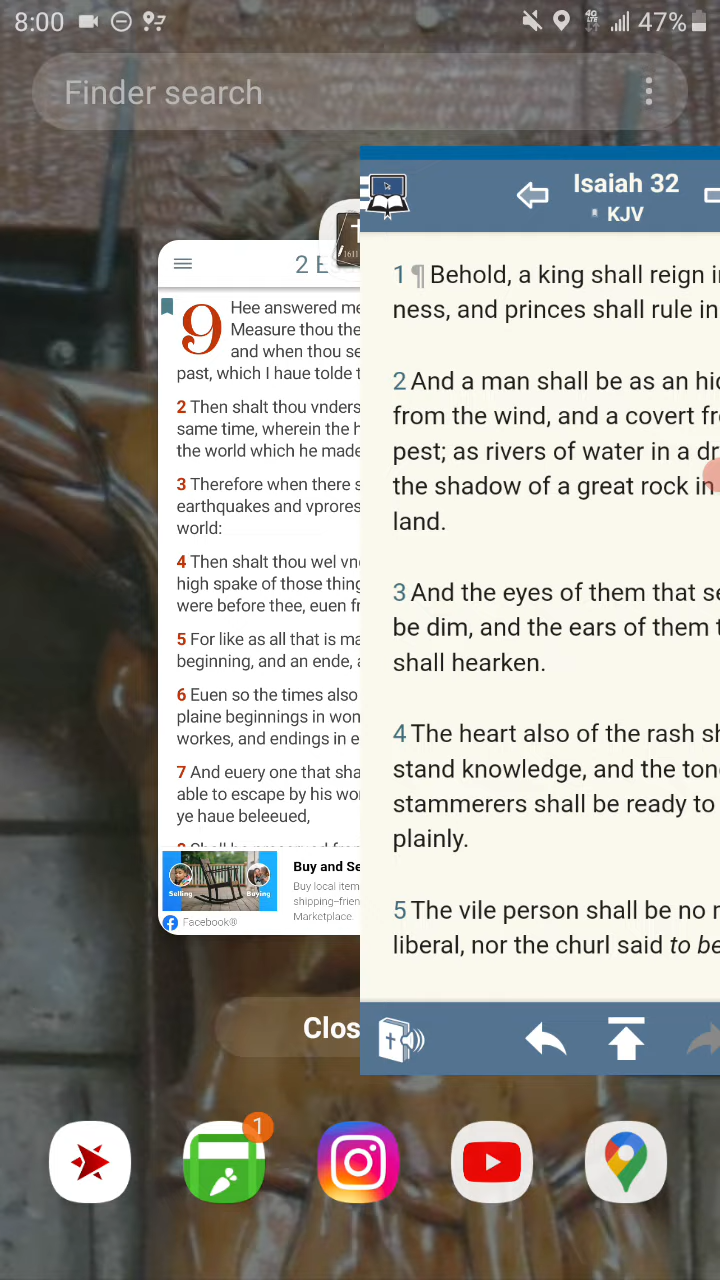 8:00
47%
Finder search
Isaiah 32
KJV
2 E
1611
9
Hee answered me
Measure thou the
and when thou se
past, which I haue tolde t
2 Then shalt thou vnders
same time, wherein the h
the world which he made
3 Therefore when there s
earthquakes and vprores
world:
4 Then shalt thou wel vn
high spake of those thing
were before thee, euen fr
5 For like as all that is ma
beginning, and an ende, a
6 Euen so the times also
plaine beginnings in won
workes, and endings in e
7 And euery one that sha
able to escape by his wo
ye haue beleeued,
Selling
Buying
Buy and Se
Buy local item
shipping–frien
Marketplace.
Facebook®
1 ¶ Behold, a king shall reign i
ness, and princes shall rule in
2 And a man shall be as an hi
from the wind, and a covert fr
pest; as rivers of water in a dr
the shadow of a great rock in
land.
3 And the eyes of them that se
be dim, and the ears of them t
shall hearken.
4 The heart also of the rash sh
stand knowledge, and the ton
stammerers shall be ready to
plainly.
5 The vile person shall be no
liberal, nor the churl said to be
Clos
1